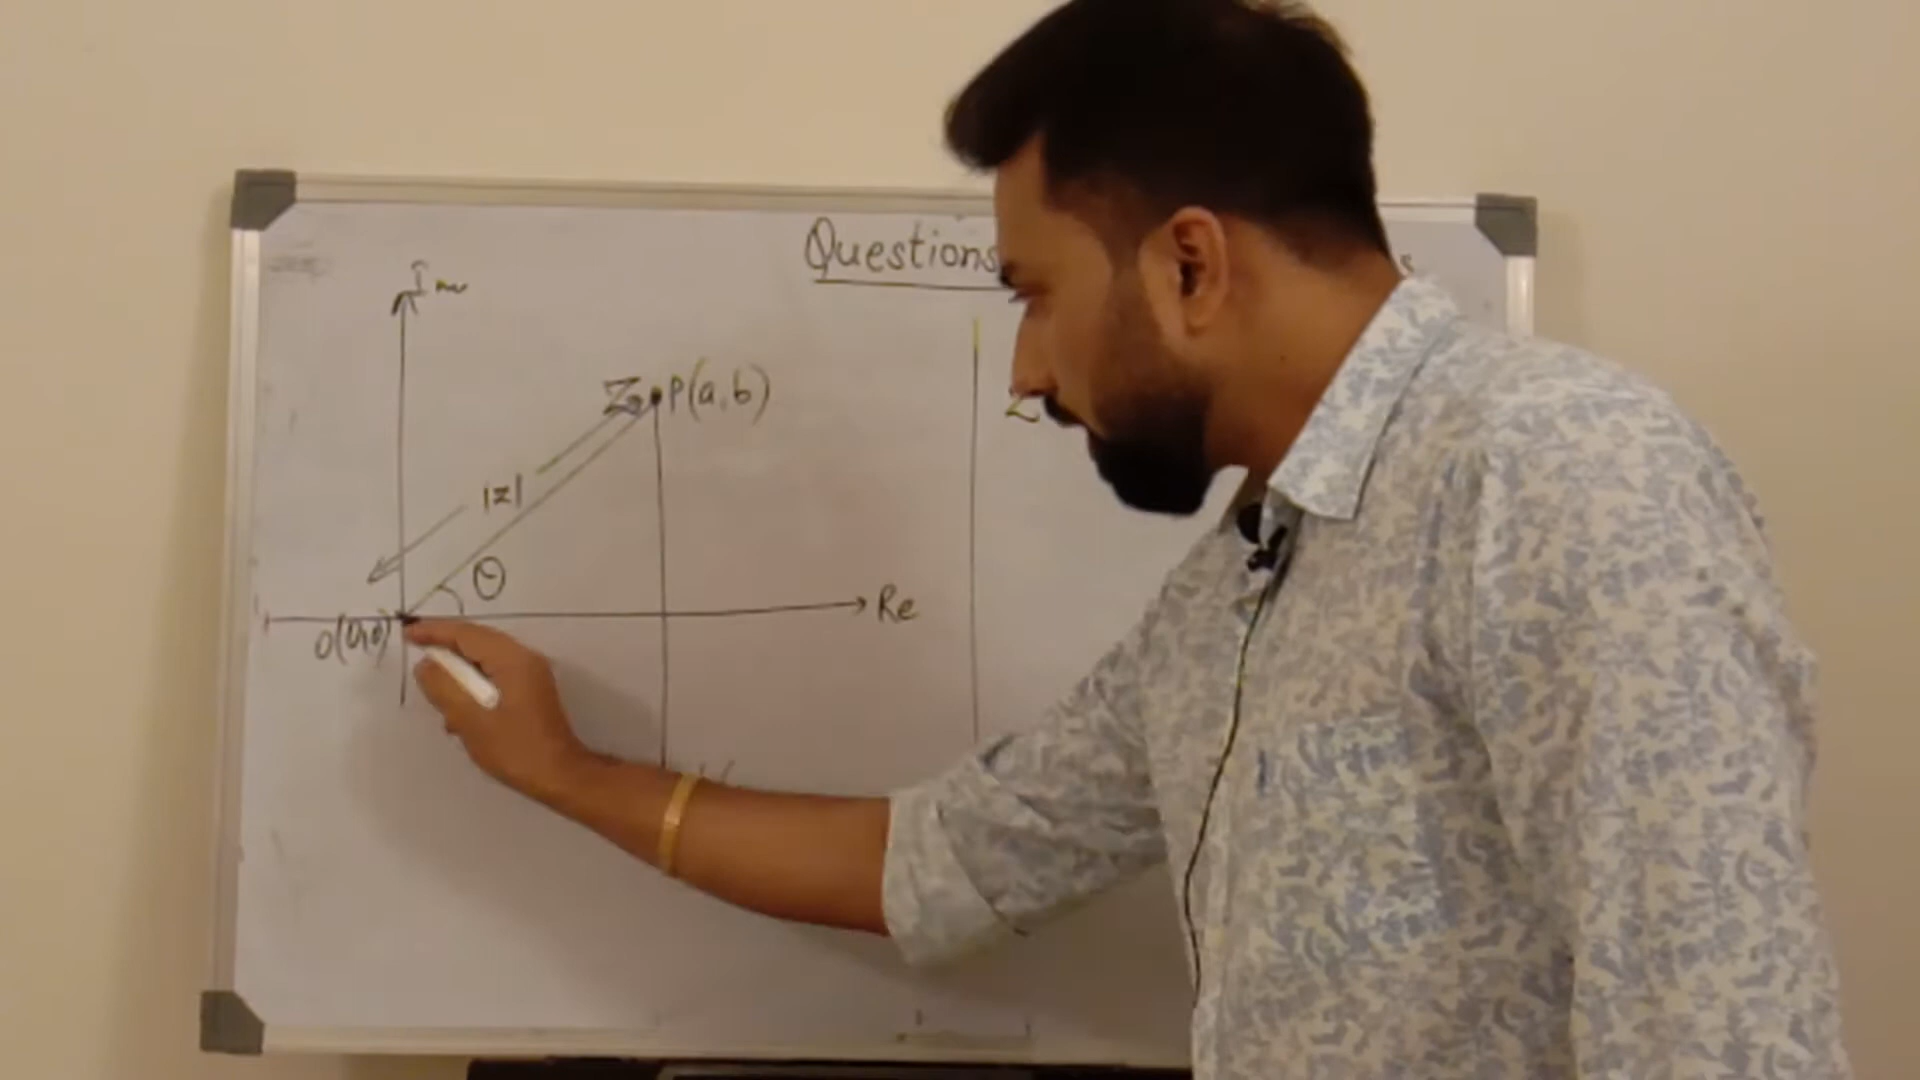 Questions
Im
Z P(a,b)
|z|
θ
Re
O(0,0)